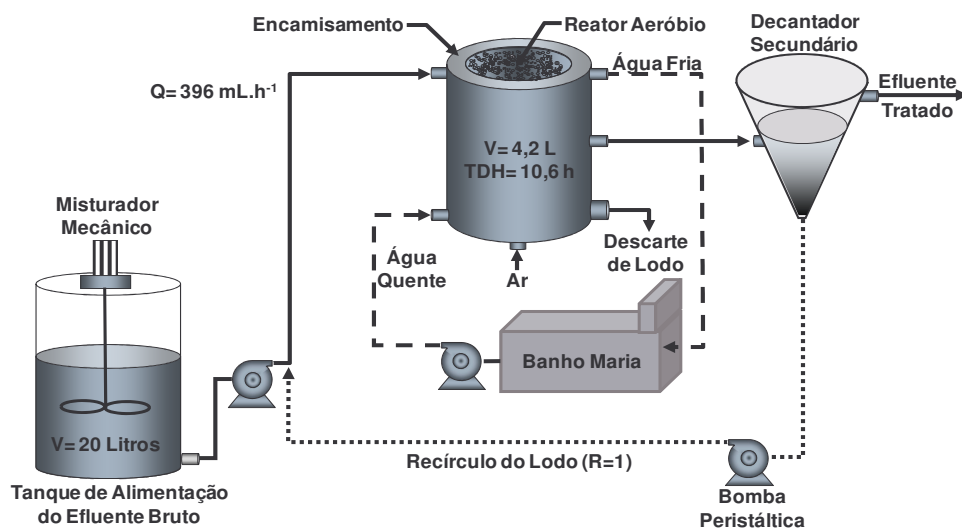 Encamisamento
Reator Aeróbio
Decantador
Secundário
Água Fria
Efluente
Tratado
Q= 396 mL.h⁻¹
V= 4,2 L
TDH= 10,6 h
Misturador
Mecânico
Descarte
de Lodo
Água
Quente
Ar
Banho Maria
V= 20 Litros
Recírculo do Lodo (R=1)
Tanque de Alimentação
do Efluente Bruto
Bomba
Peristáltica